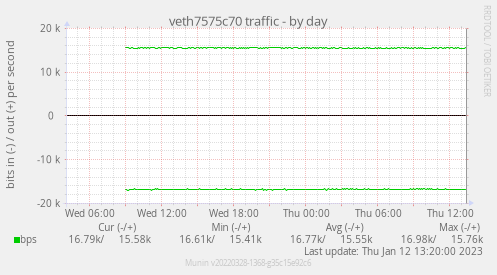 veth7575c70 traffic - by day
RRDTOOL / TOBI OETIKER
bits in (-) / out (+) per second
20 k
10 k
0
-10 k
-20 k
Wed 06:00 Wed 12:00 Wed 18:00 Thu 00:00 Thu 06:00 Thu 12:00
Cur (-/+) Min (-/+) Avg (-/+) Max (-/+)
bps 16.79k/ 15.58k 16.61k/ 15.41k 16.77k/ 15.55k 16.98k/ 15.76k
Last update: Thu Jan 12 13:20:00 2023
Munin v20220328-1368-g35c15e92c6